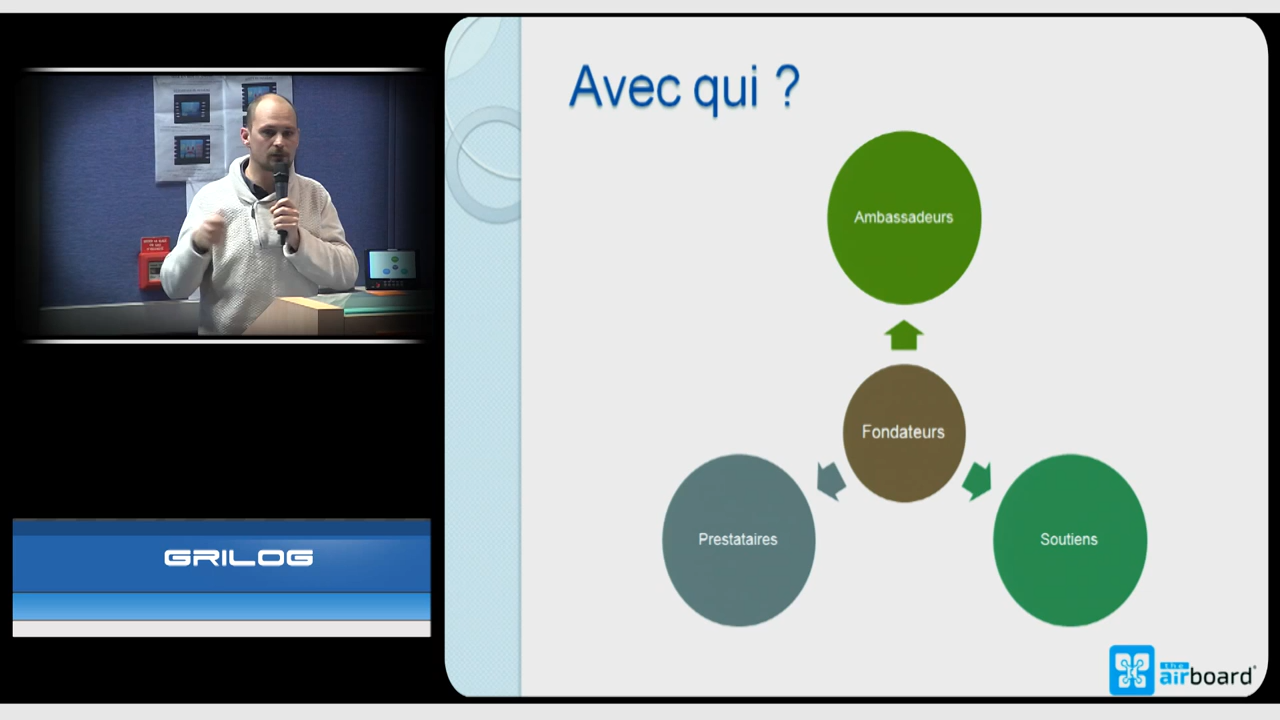 Avec qui ?
Ambassadeurs
Fondateurs
Prestataires
Soutiens
GRILOG
the
airboard